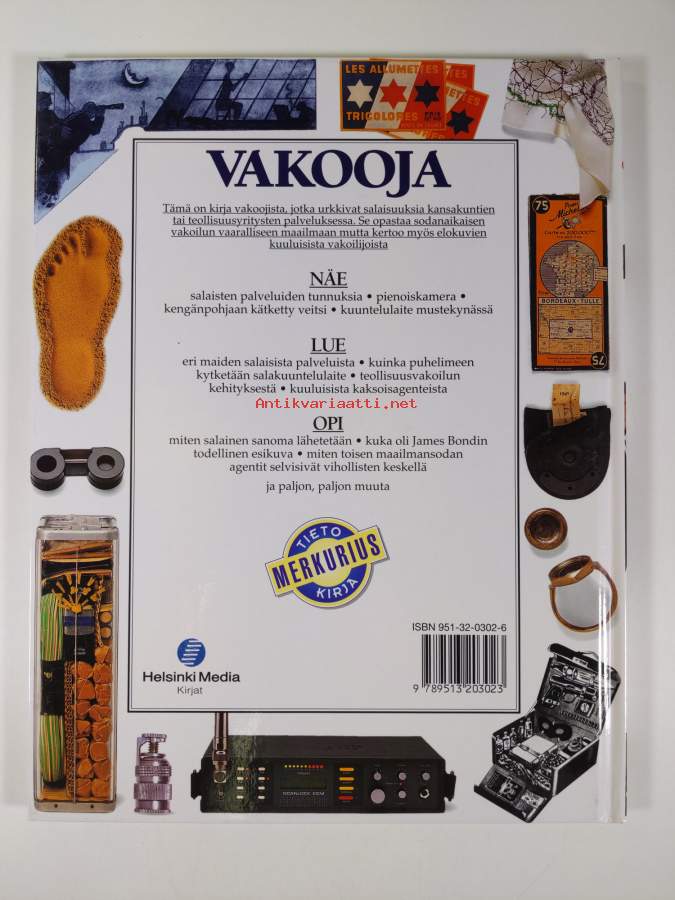 LES ALLUMETTES
TRICOLORES
VAKOOJA
Tämä on kirja vakoojista, jotka urkkivat salaisuuksia kansakuntien
tai teollisuusyritysten palveluksessa. Se opastaa sodanaikaisen
vakoilun vaaralliseen maailmaan mutta kertoo myös elokuvien
kuuluisista vakoilijoista
NÄE
salaisten palveluiden tunnuksia • pienoiskamera •
kengänpohjaan kätketty veitsi • kuuntelulaite mustekynässä
LUE
eri maiden salaisista palveluista • kuinka puhelimeen
kytketään salakuuntelulaite • teollisuusvakoilun
kehityksestä • kuuluisista kaksoisagenteista
Antikvariaatti.net
OPI
miten salainen sanoma lähetetään • kuka oli James Bondin
todellinen esikuva • miten toisen maailmansodan
agentit selvisivät vihollisten keskellä
ja paljon, paljon muuta
75
BORDEAUX-TULLE
75
TIETO
MERKURIUS
KIRJA
ISBN 951-32-0302-6
9 789513 203023
Helsinki Media
Kirjat